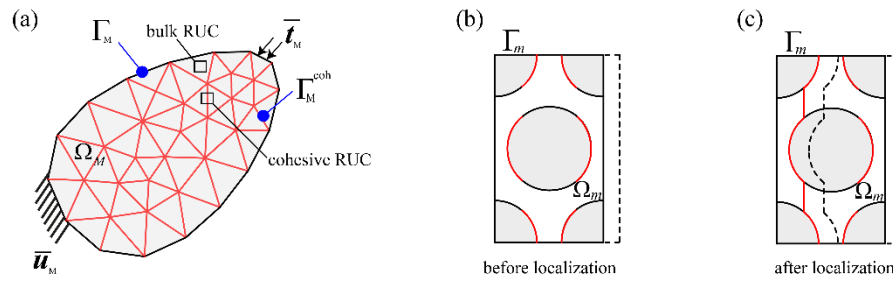 (a)
Γ_M
bulk RUC
t̄_M
Γ_M^coh
Ω_M
cohesive RUC
ū_M
(b)
Γ_m
Ω_m
before localization
(c)
Γ_m
Ω_m
after localization